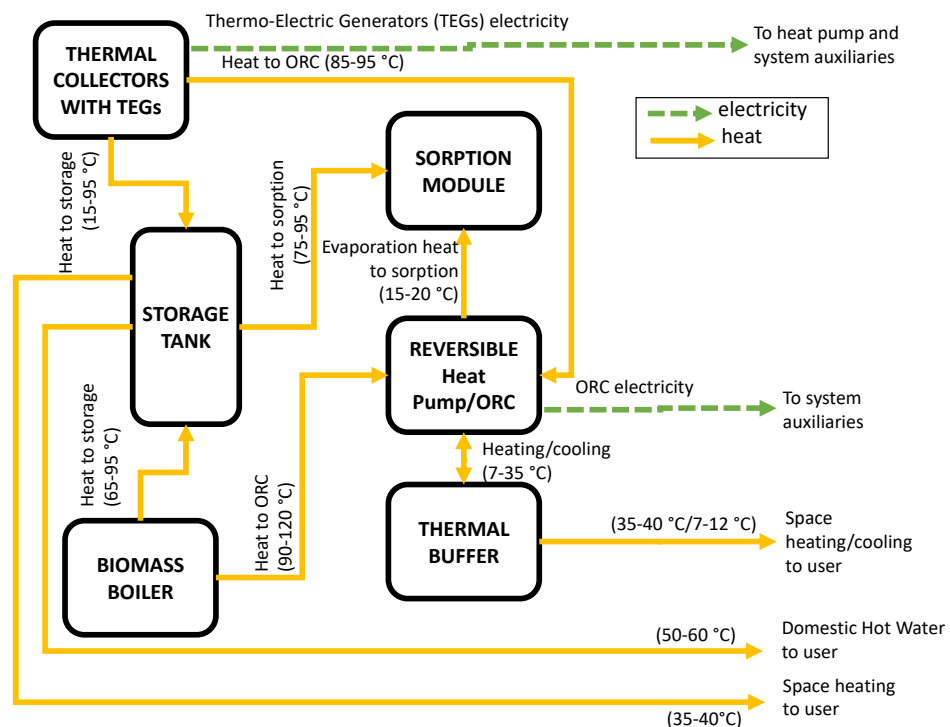 Thermo-Electric Generators (TEGs) electricity
To heat pump and
system auxiliaries
THERMAL
COLLECTORS
WITH TEGs
Heat to ORC (85-95 °C)
electricity
heat
SORPTION
MODULE
Heat to storage
(15-95 °C)
Heat to sorption
(75-95 °C)
Evaporation heat
to sorption
(15-20 °C)
STORAGE
TANK
REVERSIBLE
Heat
Pump/ORC
ORC electricity
To system
auxiliaries
Heat to storage
(65-95 °C)
Heat to ORC
(90-120 °C)
Heating/cooling
(7-35 °C)
THERMAL
BUFFER
(35-40 °C/7-12 °C)
Space
heating/cooling
to user
BIOMASS
BOILER
(50-60 °C)
Domestic Hot Water
to user
Space heating
to user
(35-40°C)